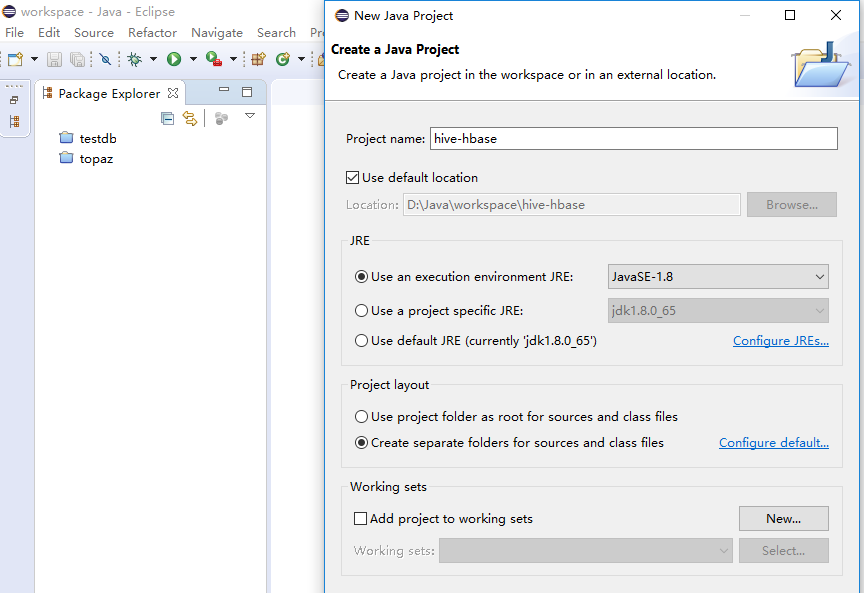 workspace - Java - Eclipse
File Edit Source Refactor Navigate Search
Package Explorer
testdb
topaz
New Java Project
Create a Java Project
Create a Java project in the workspace or in an external location.
Project name: hive-hbase
Use default location
Location: D:\Java\workspace\hive-hbase Browse...
JRE
Use an execution environment JRE: JavaSE-1.8
Use a project specific JRE: jdk1.8.0_65
Use default JRE (currently 'jdk1.8.0_65') Configure JREs...
Project layout
Use project folder as root for sources and class files
Create separate folders for sources and class files Configure default...
Working sets
Add project to working sets New...
Working sets: Select...